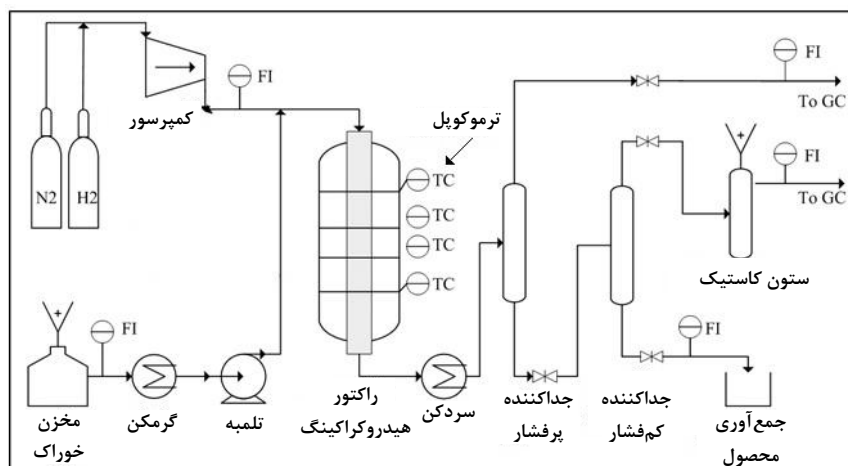 FI
FI
کمپرسور
To GC
ترموکوپل
FI
N2
H2
TC
To GC
TC
TC
ستون کاستیک
TC
FI
FI
مخزن
خوراک
گرمکن
تلمبه
راکتور
هیدروکراکینگ
سردکن
جداکننده
پرفشار
جداکننده
کم‌فشار
جمع‌آوری
محصول